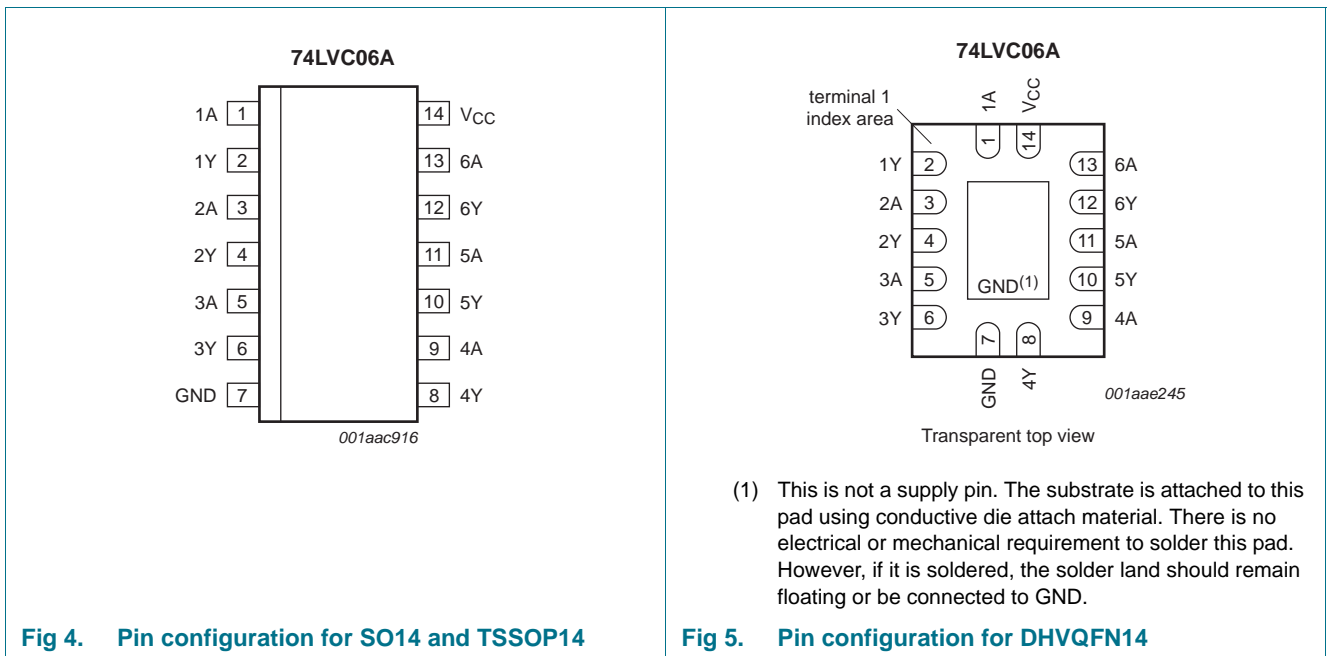 74LVC06A
1A 1
14 VCC
1Y 2
13 6A
2A 3
12 6Y
2Y 4
11 5A
3A 5
10 5Y
3Y 6
9 4A
GND 7
8 4Y
001aac916
Fig 4. Pin configuration for SO14 and TSSOP14
74LVC06A
terminal 1
index area
1A
VCC
1
14
1Y 2
13 6A
2A 3
12 6Y
2Y 4
11 5A
3A 5
10 5Y
GND(1)
3Y 6
9 4A
7
8
GND
4Y
001aae245
Transparent top view
(1) This is not a supply pin. The substrate is attached to this
pad using conductive die attach material. There is no
electrical or mechanical requirement to solder this pad.
However, if it is soldered, the solder land should remain
floating or be connected to GND.
Fig 5. Pin configuration for DHVQFN14